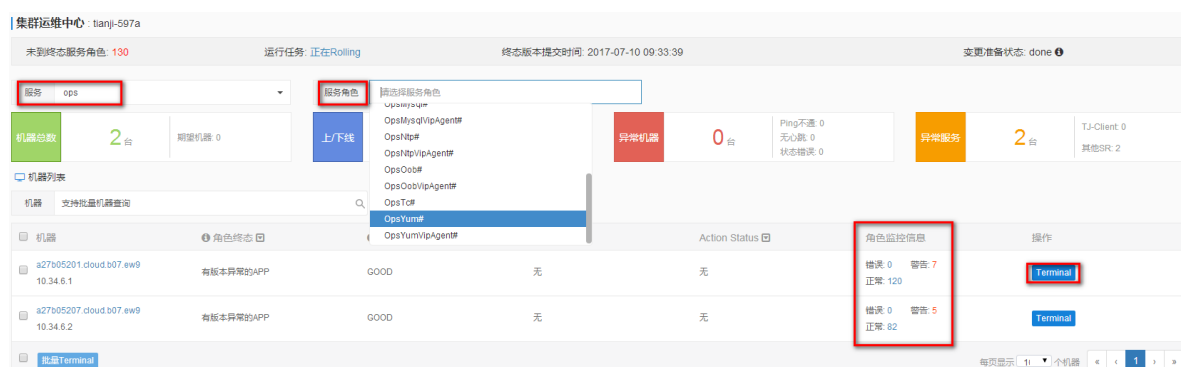 集群运维中心 : tianji-597a
未到终态服务角色: 130 运行任务: 正在Rolling 终态版本提交时间: 2017-07-10 09:33:39 变更准备状态: done
服务 ops 服务角色 请选择服务角色
OpsMysql#
OpsMysqlVipAgent#
OpsNtp#
OpsNtpVipAgent#
OpsOob#
OpsOobVipAgent#
OpsTc#
OpsYum#
OpsYumVipAgent#
机器总数 2 台 期望机器: 0
上/下线
异常机器 0 台
Ping不通: 0
无心跳: 0
状态错误: 0
异常服务 2 台
TJ-Client: 0
其他SR: 2
机器列表
机器 支持批量机器查询
机器 角色终态 Action Status 角色监控信息 操作
a27b05201.cloud.b07.ew9
10.34.6.1
有版本异常的APP GOOD 无 无
错误: 0 警告: 7
正常: 120
Terminal
a27b05207.cloud.b07.ew9
10.34.6.2
有版本异常的APP GOOD 无 无
错误: 0 警告: 5
正常: 82
Terminal
批量Terminal
每页显示 1( 个机器 « ‹ 1 › »